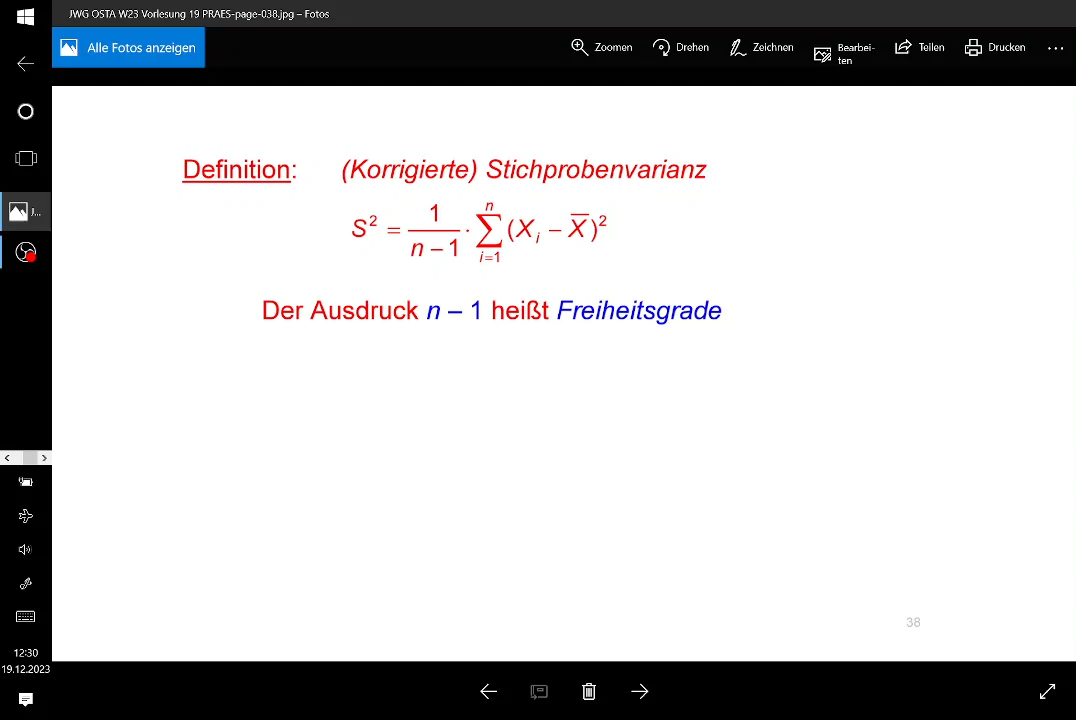 JWG OSTA W23 Vorlesung 19 PRAES-page-038.jpg – Fotos
Alle Fotos anzeigen
Zoomen
Drehen
Zeichnen
Bearbei-
ten
Teilen
Drucken
J...
Definition: (Korrigierte) Stichprobenvarianz
S² = 1/(n – 1) · ∑_{i=1}^{n} (X_i – X̅)²
Der Ausdruck n – 1 heißt Freiheitsgrade
38
12:30
19.12.2023